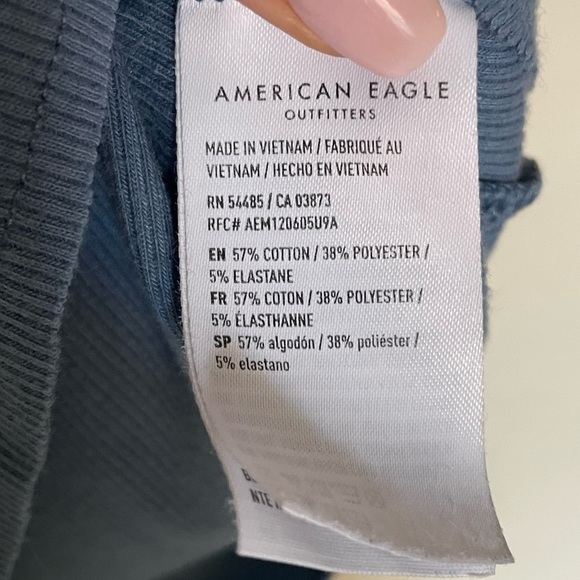 AMERICAN EAGLE
OUTFITTERS
MADE IN VIETNAM / FABRIQUÉ AU
VIETNAM / HECHO EN VIETNAM
RN 54485 / CA 03873
RFC# AEM120605U9A
EN 57% COTTON / 38% POLYESTER /
5% ELASTANE
FR 57% COTON / 38% POLYESTER /
5% ÉLASTHANNE
SP 57% algodón / 38% poliéster /
5% elastano